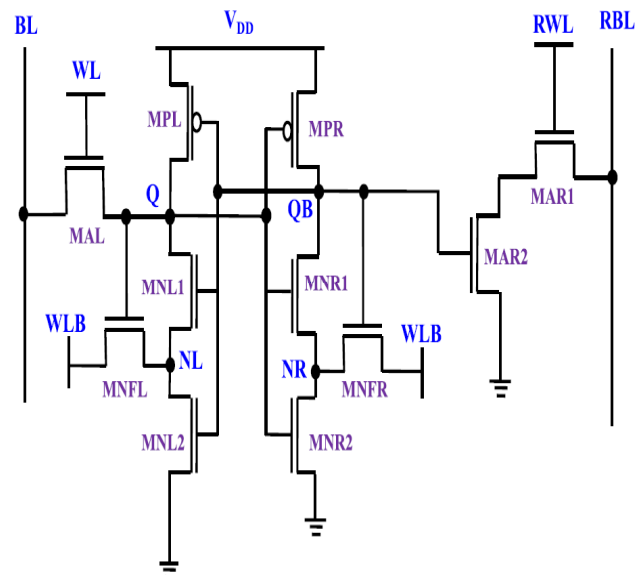 BL
V_DD
RWL
RBL
WL
MPL
MPR
Q
QB
MAL
MAR1
MAR2
MNL1
MNR1
WLB
WLB
NL
NR
MNFL
MNFR
MNL2
MNR2